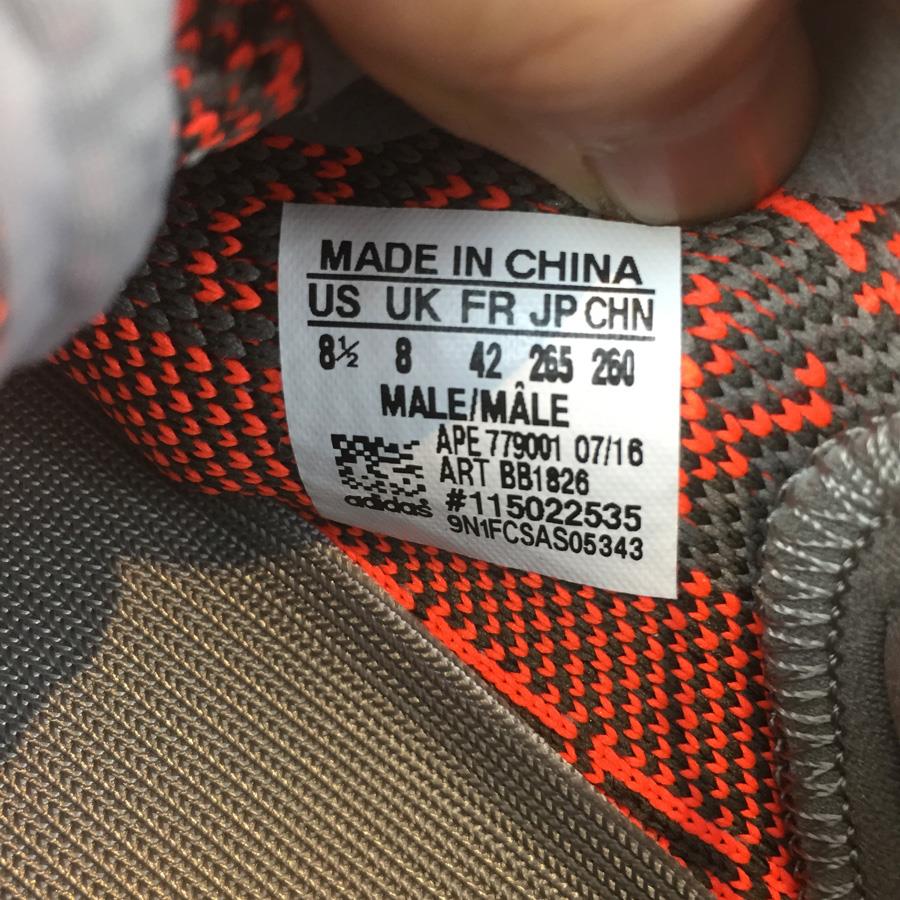 MADE IN CHINA
US UK FR JP CHN
8½ 8 42 265 260
MALE/MÂLE
APE 779001 07/16
ART BB1826
#115022535
adidas
9N1FCSAS05343